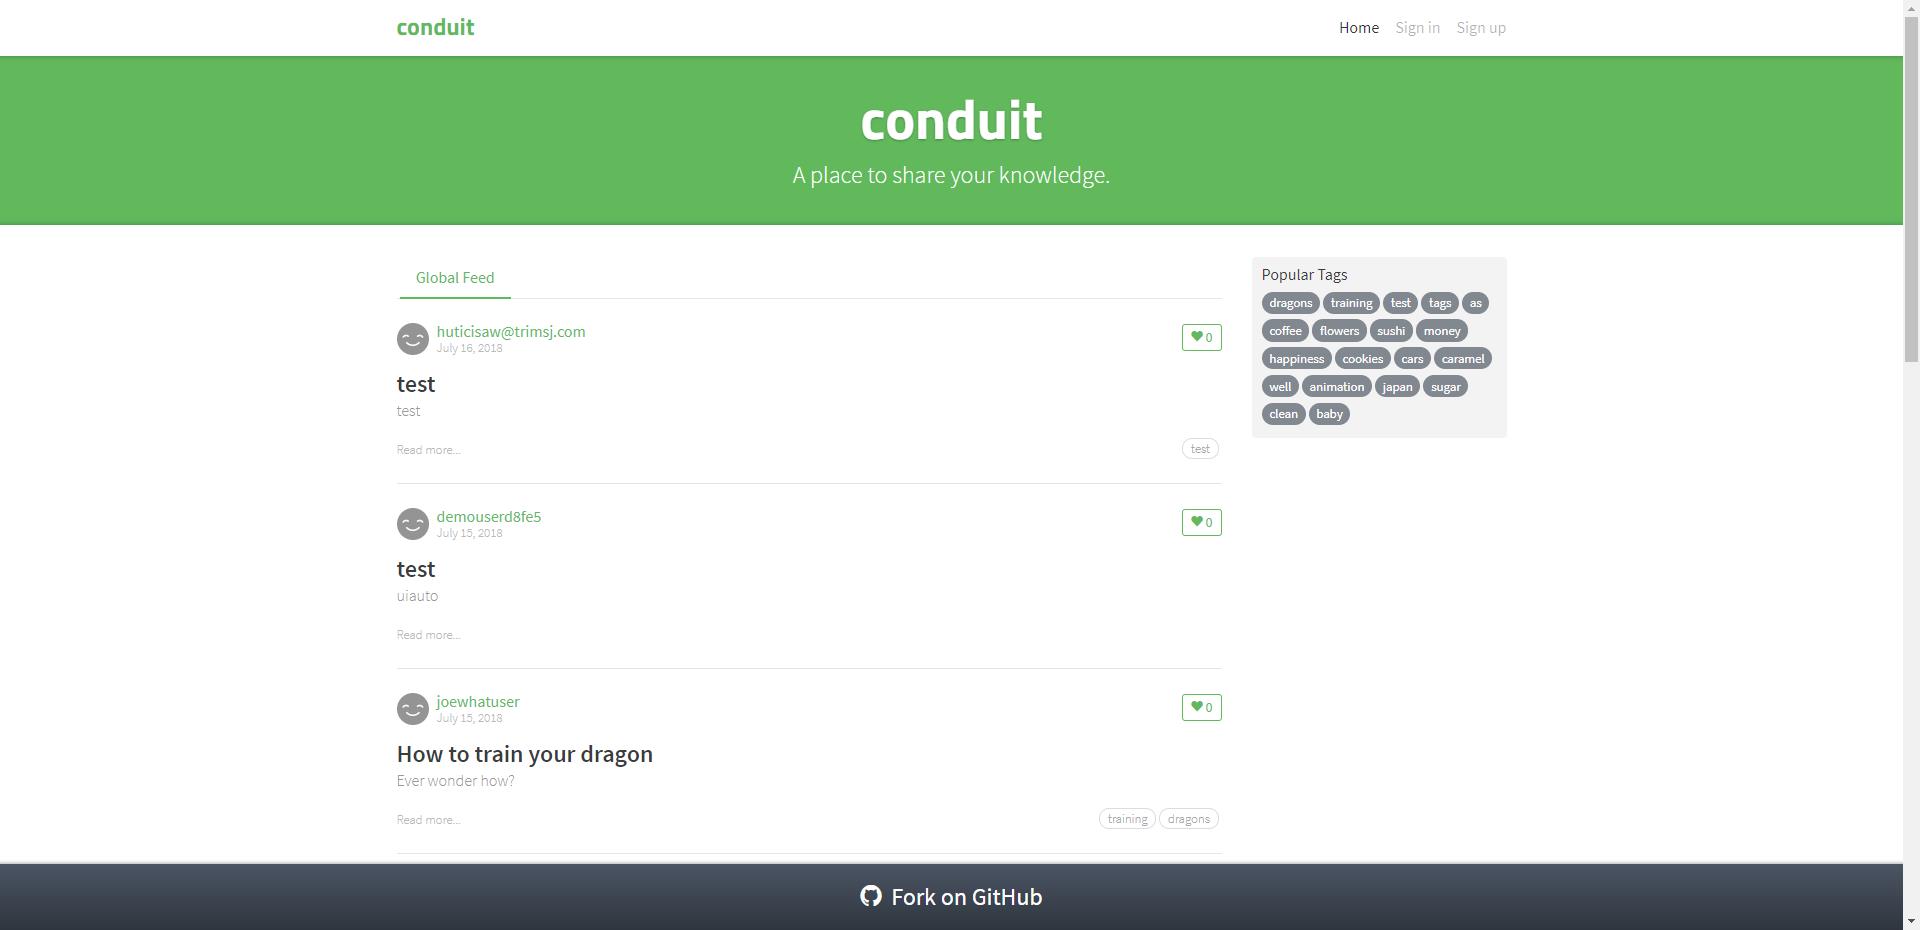 conduit
Home Sign in Sign up
conduit
A place to share your knowledge.
Global Feed
huticisaw@trimsj.com
July 16, 2018
0
test
test
Read more...
test
demouserd8fe5
July 15, 2018
0
test
uiauto
Read more...
joewhatuser
July 15, 2018
0
How to train your dragon
Ever wonder how?
Read more...
training dragons
Popular Tags
dragons training test tags as
coffee flowers sushi money
happiness cookies cars caramel
well animation japan sugar
clean baby
Fork on GitHub